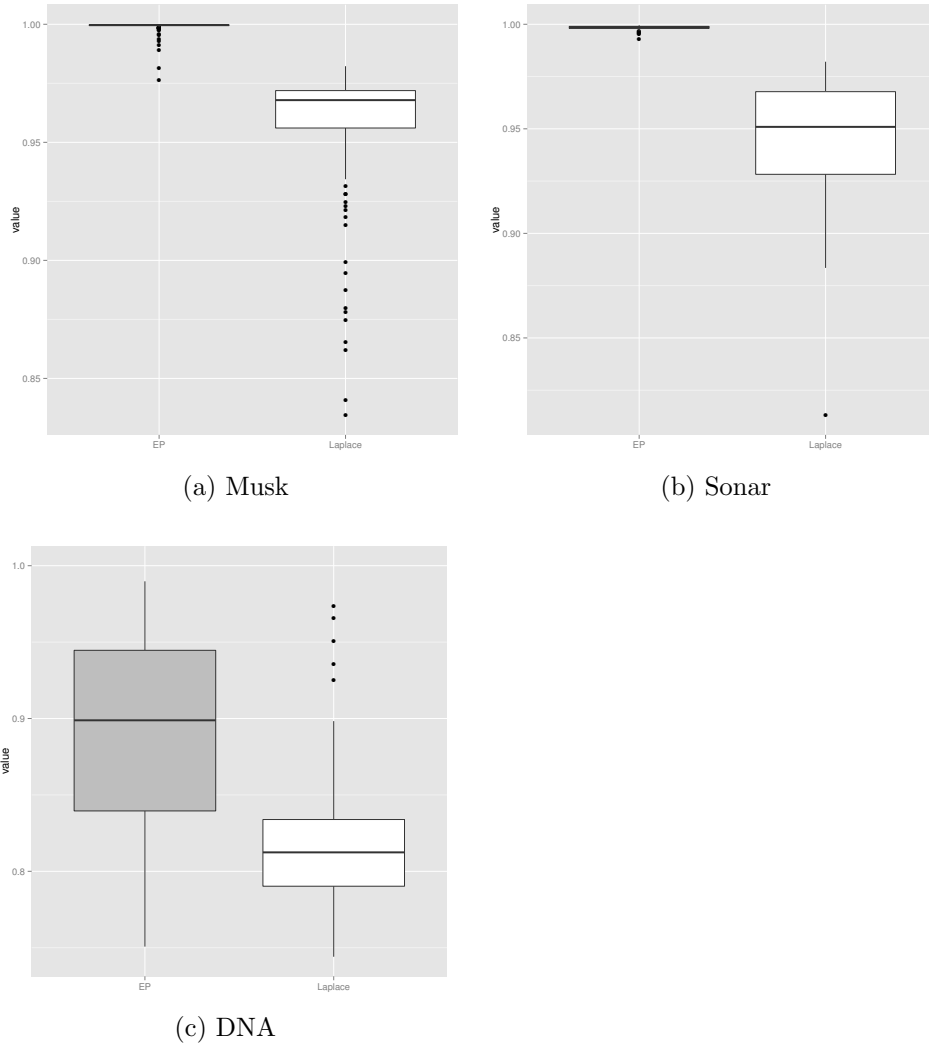 1.00
0.95
0.90
0.85
value
EP Laplace
(a) Musk
1.00
0.95
0.90
0.85
value
EP Laplace
(b) Sonar
1.0
0.9
0.8
value
EP Laplace
(c) DNA